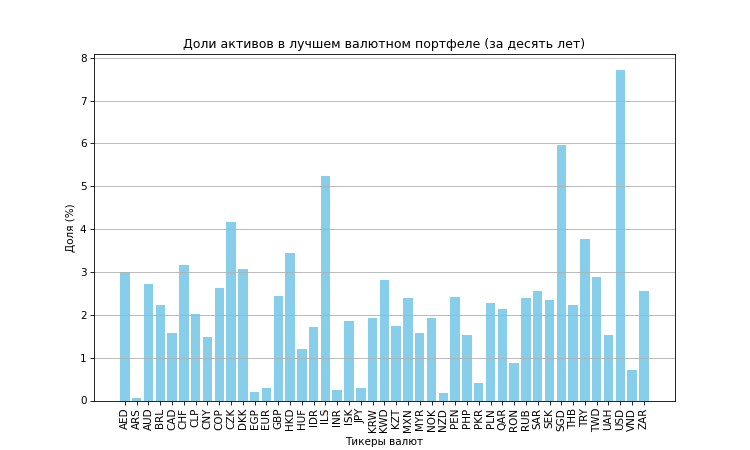 Доли активов в лучшем валютном портфеле (за десять лет)
8
7
6
5
4
3
2
1
0
Доля (%)
AED
ARS
AUD
BRL
CAD
CHF
CLP
CNY
COP
CZK
DKK
EGP
EUR
GBP
HKD
HUF
IDR
ILS
INR
ISK
JPY
KRW
KWD
KZT
MXN
MYR
NOK
NZD
PEN
PHP
PKR
PLN
QAR
RON
RUB
SAR
SEK
SGD
THB
TRY
TWD
UAH
USD
VND
ZAR
Тикеры валют